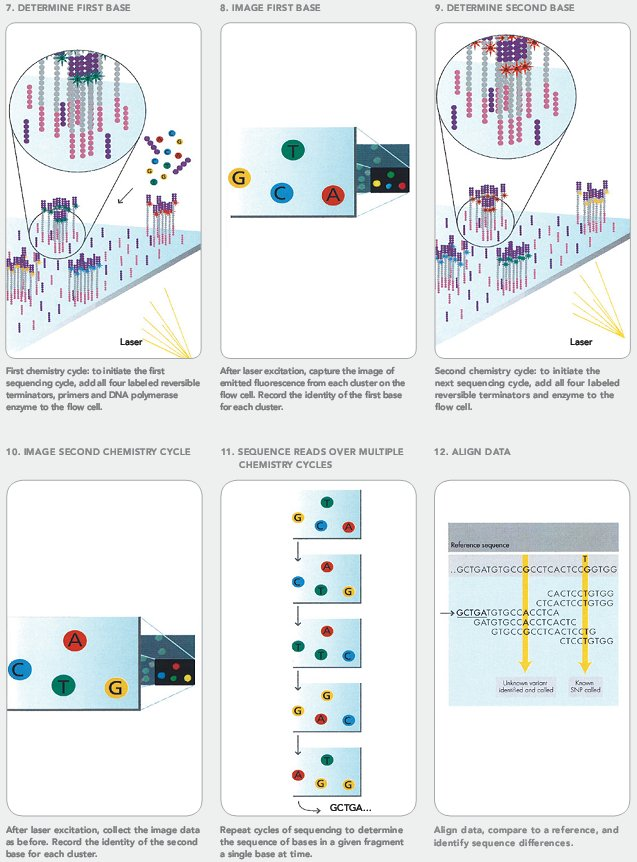 7. DETERMINE FIRST BASE
A
C
G
C
A
C
T
G
G
Laser
First chemistry cycle: to initiate the first
sequencing cycle, add all four labeled reversible
terminators, primers and DNA polymerase
enzyme to the flow cell.
8. IMAGE FIRST BASE
T
G
C
A
After laser excitation, capture the image of
emitted fluorescence from each cluster on the
flow cell. Record the identity of the first base
for each cluster.
9. DETERMINE SECOND BASE
Laser
Second chemistry cycle: to initiate the
next sequencing cycle, add all four labeled
reversible terminators and enzyme to the
flow cell.
10. IMAGE SECOND CHEMISTRY CYCLE
A
C
T
G
After laser excitation, collect the image data
as before. Record the identity of the second
base for each cluster.
11. SEQUENCE READS OVER MULTIPLE
CHEMISTRY CYCLES
T
G
C A
A
C
T G
A
T T C
G
G
A C
T
A
G G
GCTGA...
Repeat cycles of sequencing to determine
the sequence of bases in a given fragment
a single base at time.
12. ALIGN DATA
Reference sequence
T
..GCTGATGTGCCGCCTCACTCCGGTGG
CACTCCTGTGG
CTCACTCCTGTGG
GCTGATGTGCCACCTCA
GATGTGCCACCTCACTC
GTGCCGCCTCACTCCTG
CTCCTGTGG
Unknown variant
identified and called
Known
SNP called
Align data, compare to a reference, and
identify sequence differences.